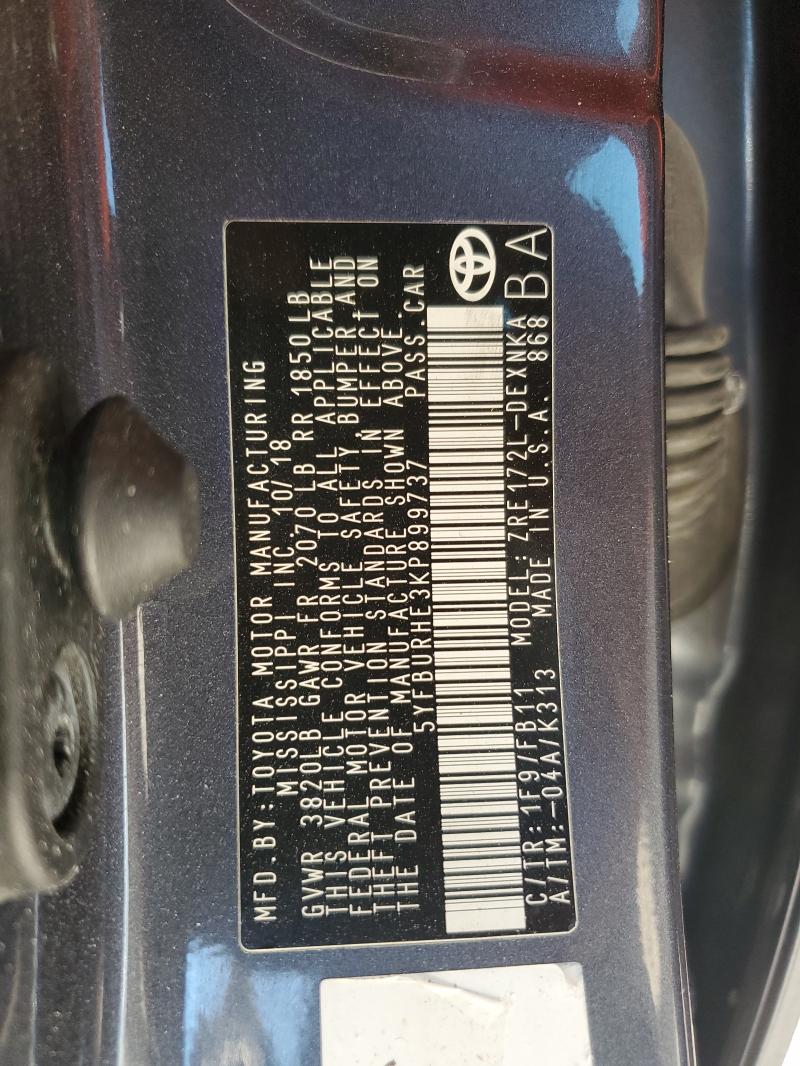 MFD.BY:TOYOTA MOTOR MANUFACTURING
MISSISSIPPI INC. 10/18
GVWR 3820LB GAWR FR 2070 LB RR 1850LB
THIS VEHICLE CONFORMS TO ALL APPLICABLE
FEDERAL MOTOR VEHICLE SAFETY, BUMPER AND
THEFT PREVENTION STANDARDS IN EFFECT ON
THE DATE OF MANUFACTURE SHOWN ABOVE.
5YFBURHE3KP899737 PASS.CAR
C/TR:1F9/FB11 MODEL:ZRE172L-DEXNKA
A/TM:-04A/K313 MADE IN U.S.A. 868 BA